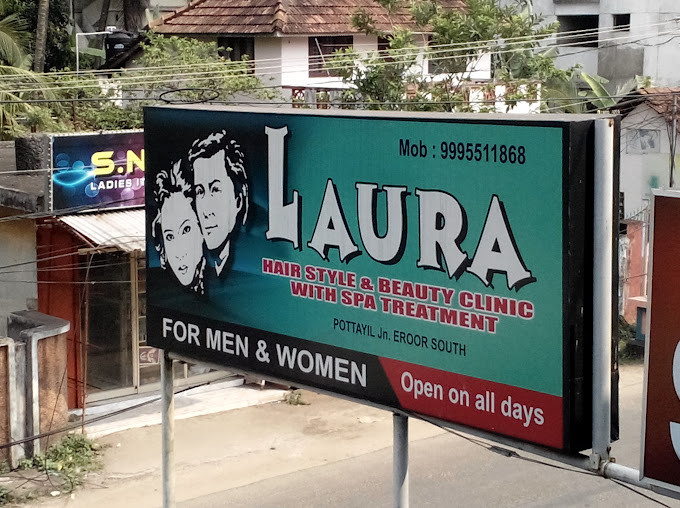 S.N
LADIES
Mob : 9995511868
LAURA
HAIR STYLE & BEAUTY CLINIC
WITH SPA TREATMENT
POTTAYIL Jn. EROOR SOUTH
FOR MEN & WOMEN
Open on all days